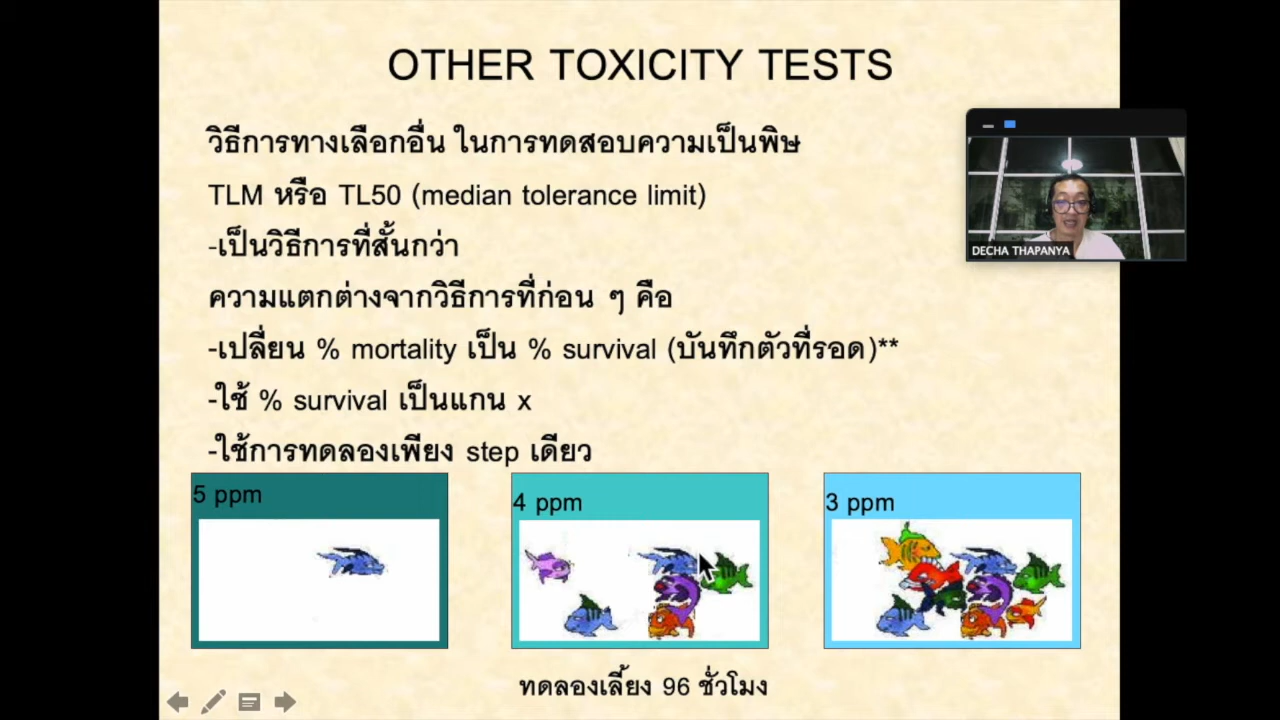 OTHER TOXICITY TESTS
วิธีการทางเลือกอื่น ในการทดสอบความเป็นพิษ
TLM หรือ TL50 (median tolerance limit)
-เป็นวิธีการที่สั้นกว่า
ความแตกต่างจากวิธีการที่ก่อน ๆ คือ
-เปลี่ยน % mortality เป็น % survival (บันทึกตัวที่รอด)**
-ใช้ % survival เป็นแกน x
-ใช้การทดลองเพียง step เดียว
5 ppm
4 ppm
3 ppm
ทดลองเลี้ยง 96 ชั่วโมง
DECHA THAPANYA